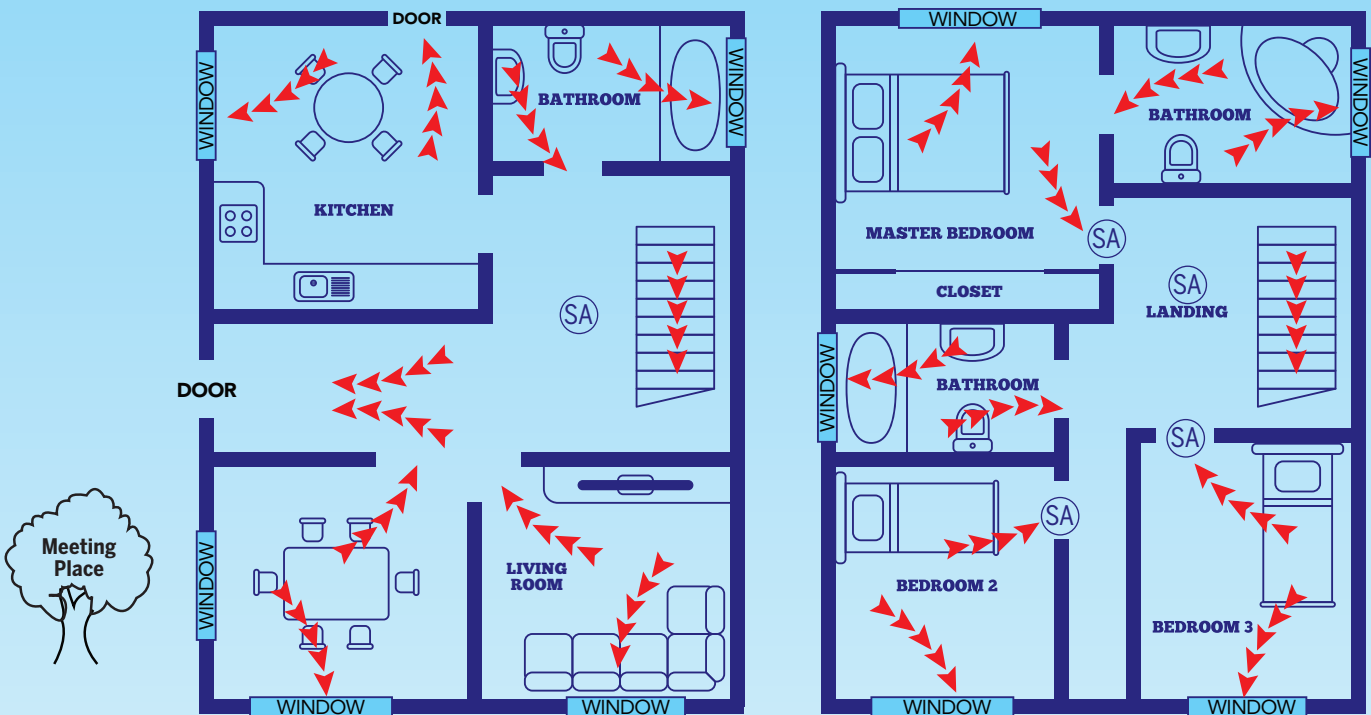 DOOR
WINDOW
BATHROOM
WINDOW
KITCHEN
SA
DOOR
Meeting
Place
WINDOW
LIVING
ROOM
WINDOW
WINDOW
WINDOW
BATHROOM
WINDOW
MASTER BEDROOM
SA
CLOSET
SA
LANDING
WINDOW
BATHROOM
SA
SA
BEDROOM 2
BEDROOM 3
WINDOW
WINDOW